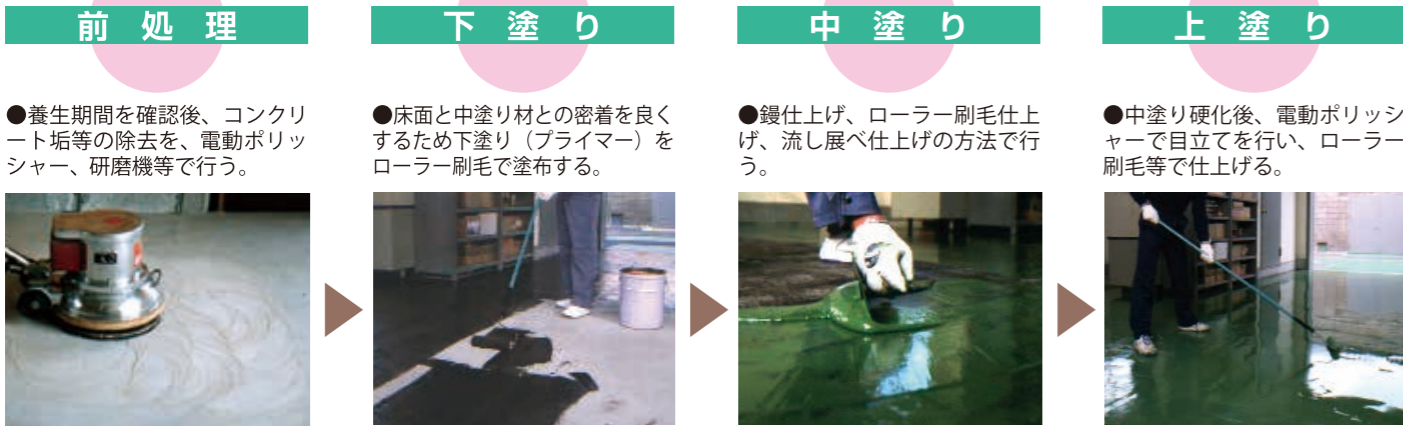 前処理
●養生期間を確認後、コンクリ
ート垢等の除去を、電動ポリッ
シャー、研磨機等で行う。
下塗り
●床面と中塗り材との密着を良く
するため下塗り（プライマー）を
ローラー刷毛で塗布する。
中塗り
●鏝仕上げ、ローラー刷毛仕上
げ、流し展べ仕上げの方法で行
う。
上塗り
●中塗り硬化後、電動ポリッシ
ャーで目立てを行い、ローラー
刷毛等で仕上げる。